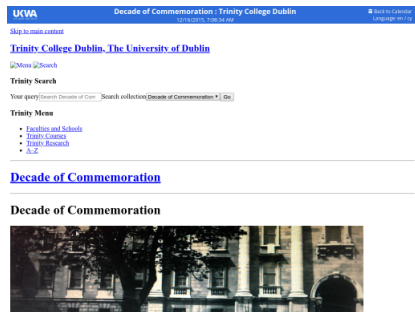 UKWA
Decade of Commemoration : Trinity College Dublin
12/16/2015, 7:06:34 AM
Back to Calendar
Language: en / cy
Skip to main content
Trinity College Dublin, The University of Dublin
Menu Search
Trinity Search
Your query Search Decade of Com Search collection Decade of Commemoration Go
Trinity Menu
Faculties and Schools
Trinity Courses
Trinity Research
A–Z
Decade of Commemoration
Decade of Commemoration